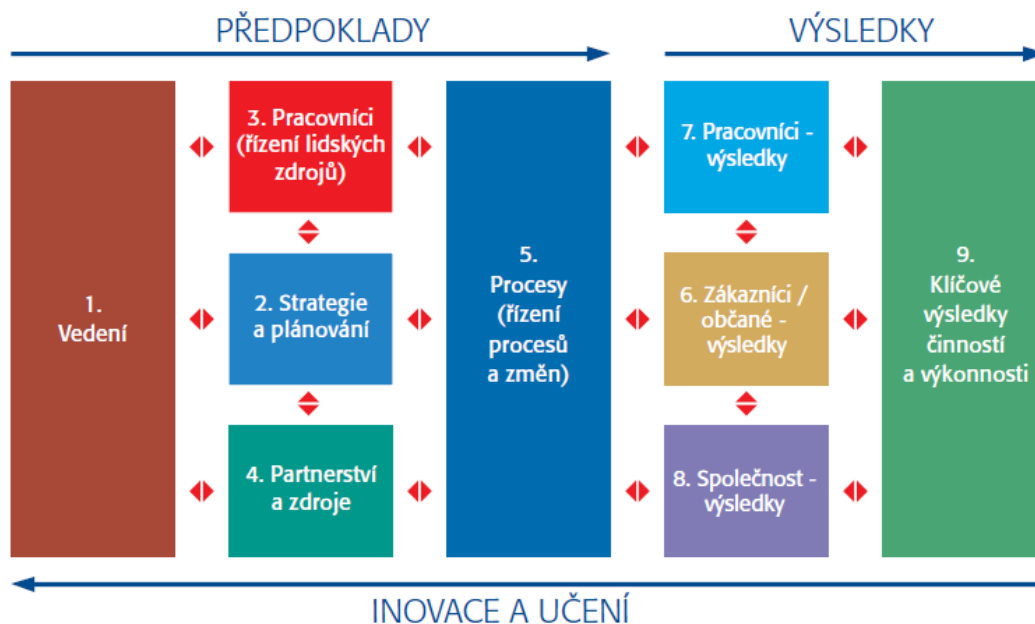 PŘEDPOKLADY
VÝSLEDKY
1.
Vedení
3. Pracovníci
(řízení lidských
zdrojů)
2. Strategie
a plánování
4. Partnerství
a zdroje
5.
Procesy
(řízení
procesů
a změn)
7. Pracovníci -
výsledky
6. Zákazníci /
občané -
výsledky
8. Společnost -
výsledky
9.
Klíčové
výsledky
činností
a výkonnosti
INOVACE A UČENÍ